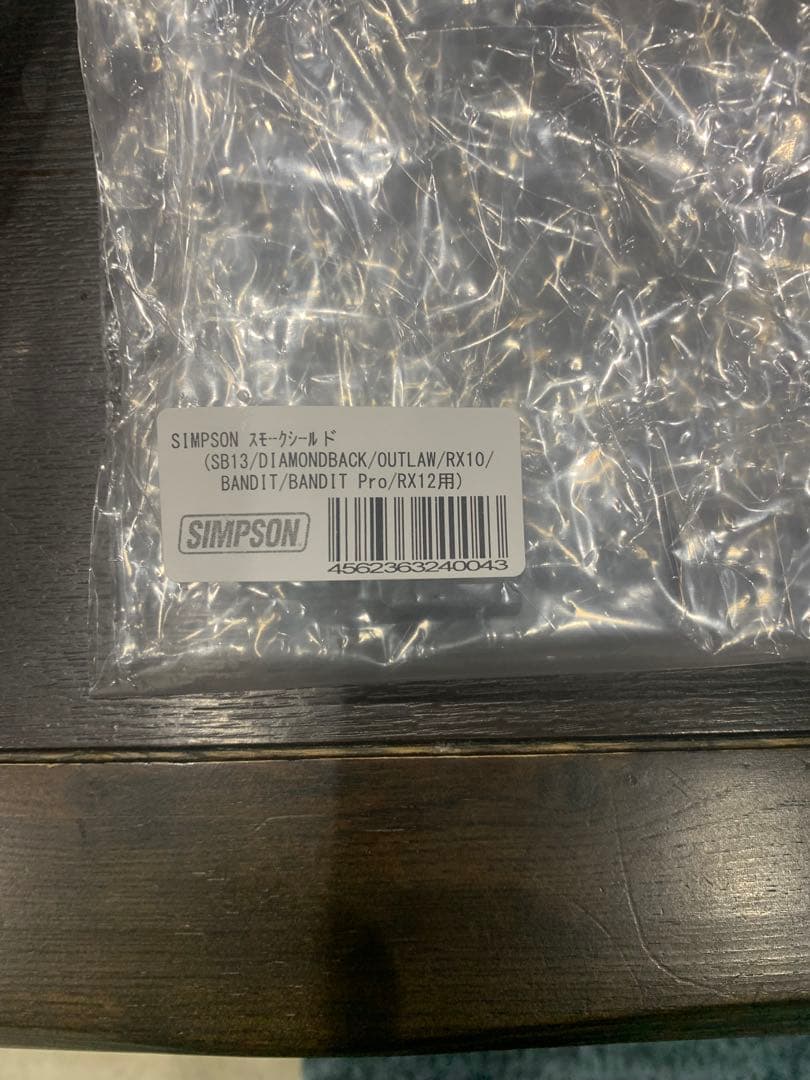 SIMPSON ｽﾓｰｸｼｰﾙﾄﾞ
(SB13/DIAMONDBACK/OUTLAW/RX10/
BANDIT/BANDIT Pro/RX12用)
SIMPSON
4562363240043